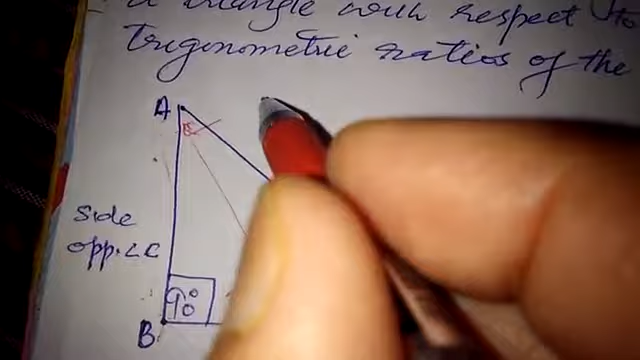 a triangle with respect to
Trigonometric ratios of the
A
Side
opp. ∠C
90°
B